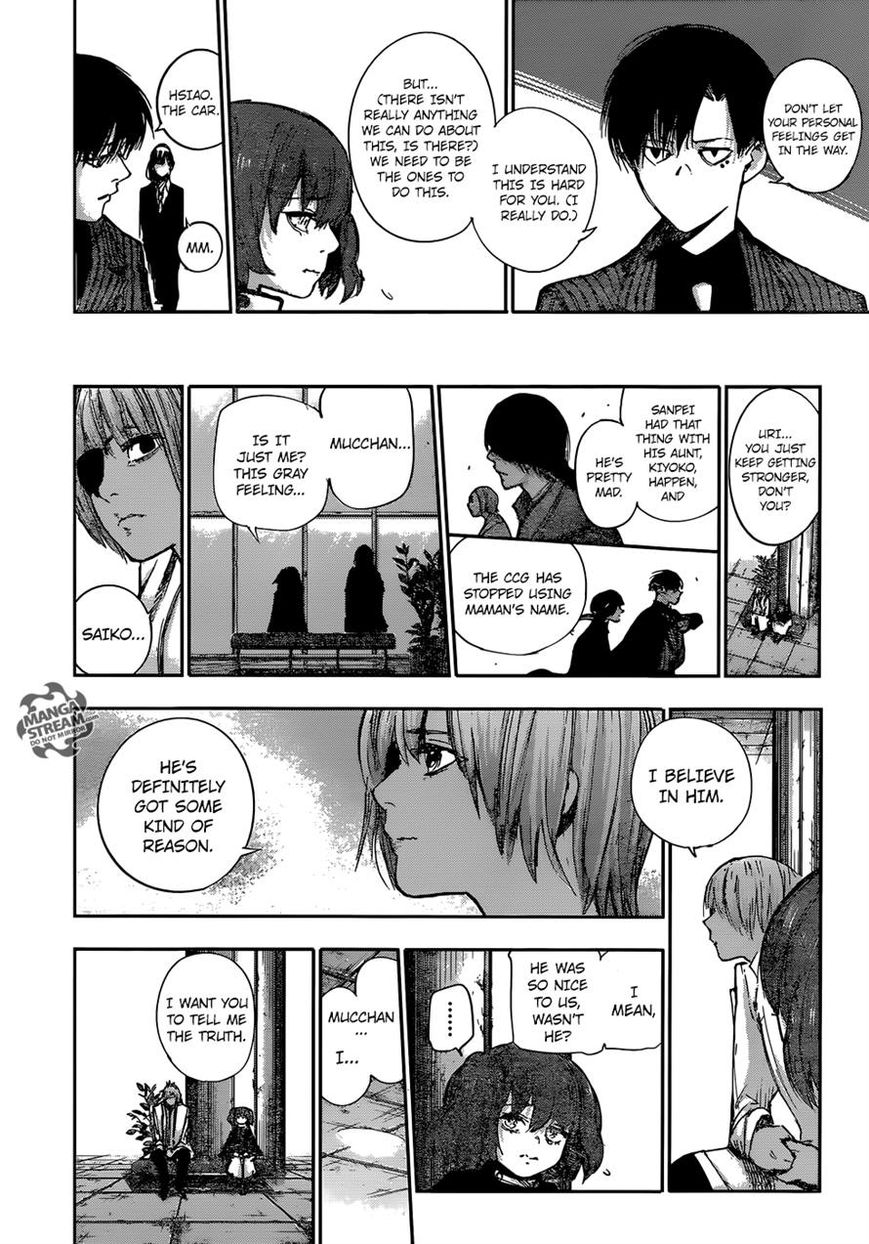 DON'T LET
YOUR PERSONAL
FEELINGS GET
IN THE WAY.
I UNDERSTAND
THIS IS HARD
FOR YOU. (I
REALLY DO.)
BUT...
(THERE ISN'T
REALLY ANYTHING
WE CAN DO ABOUT
THIS, IS THERE?)
WE NEED TO BE
THE ONES TO
DO THIS.
HSIAO.
THE CAR.
MM.
URI...
YOU JUST
KEEP GETTING
STRONGER,
DON'T
YOU?
SANPEI
HAD THAT
THING WITH
HIS AUNT,
KIYOKO,
HAPPEN,
AND
HE'S
PRETTY
MAD.
THE CCG HAS
STOPPED USING
MAMAN'S NAME.
MUCCHAN...
IS IT
JUST ME?
THIS GRAY
FEELING...
SAIKO...
I BELIEVE
IN HIM.
HE'S
DEFINITELY
GOT SOME
KIND OF
REASON.
I
MEAN,
HE WAS
SO NICE
TO US,
WASN'T
HE?
......
MUCCHAN
...
I...
I WANT YOU
TO TELL ME
THE TRUTH.
MANGA
STREAM.com
DO NOT MIRROR